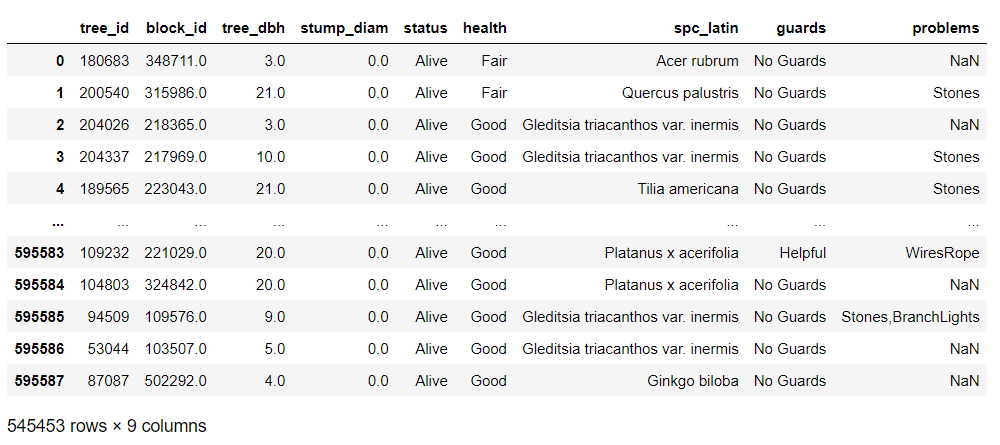 tree_id block_id tree_dbh stump_diam status health spc_latin guards problems
0 180683 348711.0 3.0 0.0 Alive Fair Acer rubrum No Guards NaN
1 200540 315986.0 21.0 0.0 Alive Fair Quercus palustris No Guards Stones
2 204026 218365.0 3.0 0.0 Alive Good Gleditsia triacanthos var. inermis No Guards NaN
3 204337 217969.0 10.0 0.0 Alive Good Gleditsia triacanthos var. inermis No Guards Stones
4 189565 223043.0 21.0 0.0 Alive Good Tilia americana No Guards Stones
... ... ... ... ... ... ... ... ... ...
595583 109232 221029.0 20.0 0.0 Alive Good Platanus x acerifolia Helpful WiresRope
595584 104803 324842.0 20.0 0.0 Alive Good Platanus x acerifolia No Guards NaN
595585 94509 109576.0 9.0 0.0 Alive Good Gleditsia triacanthos var. inermis No Guards Stones,BranchLights
595586 53044 103507.0 5.0 0.0 Alive Good Gleditsia triacanthos var. inermis No Guards NaN
595587 87087 502292.0 4.0 0.0 Alive Good Ginkgo biloba No Guards NaN
545453 rows × 9 columns